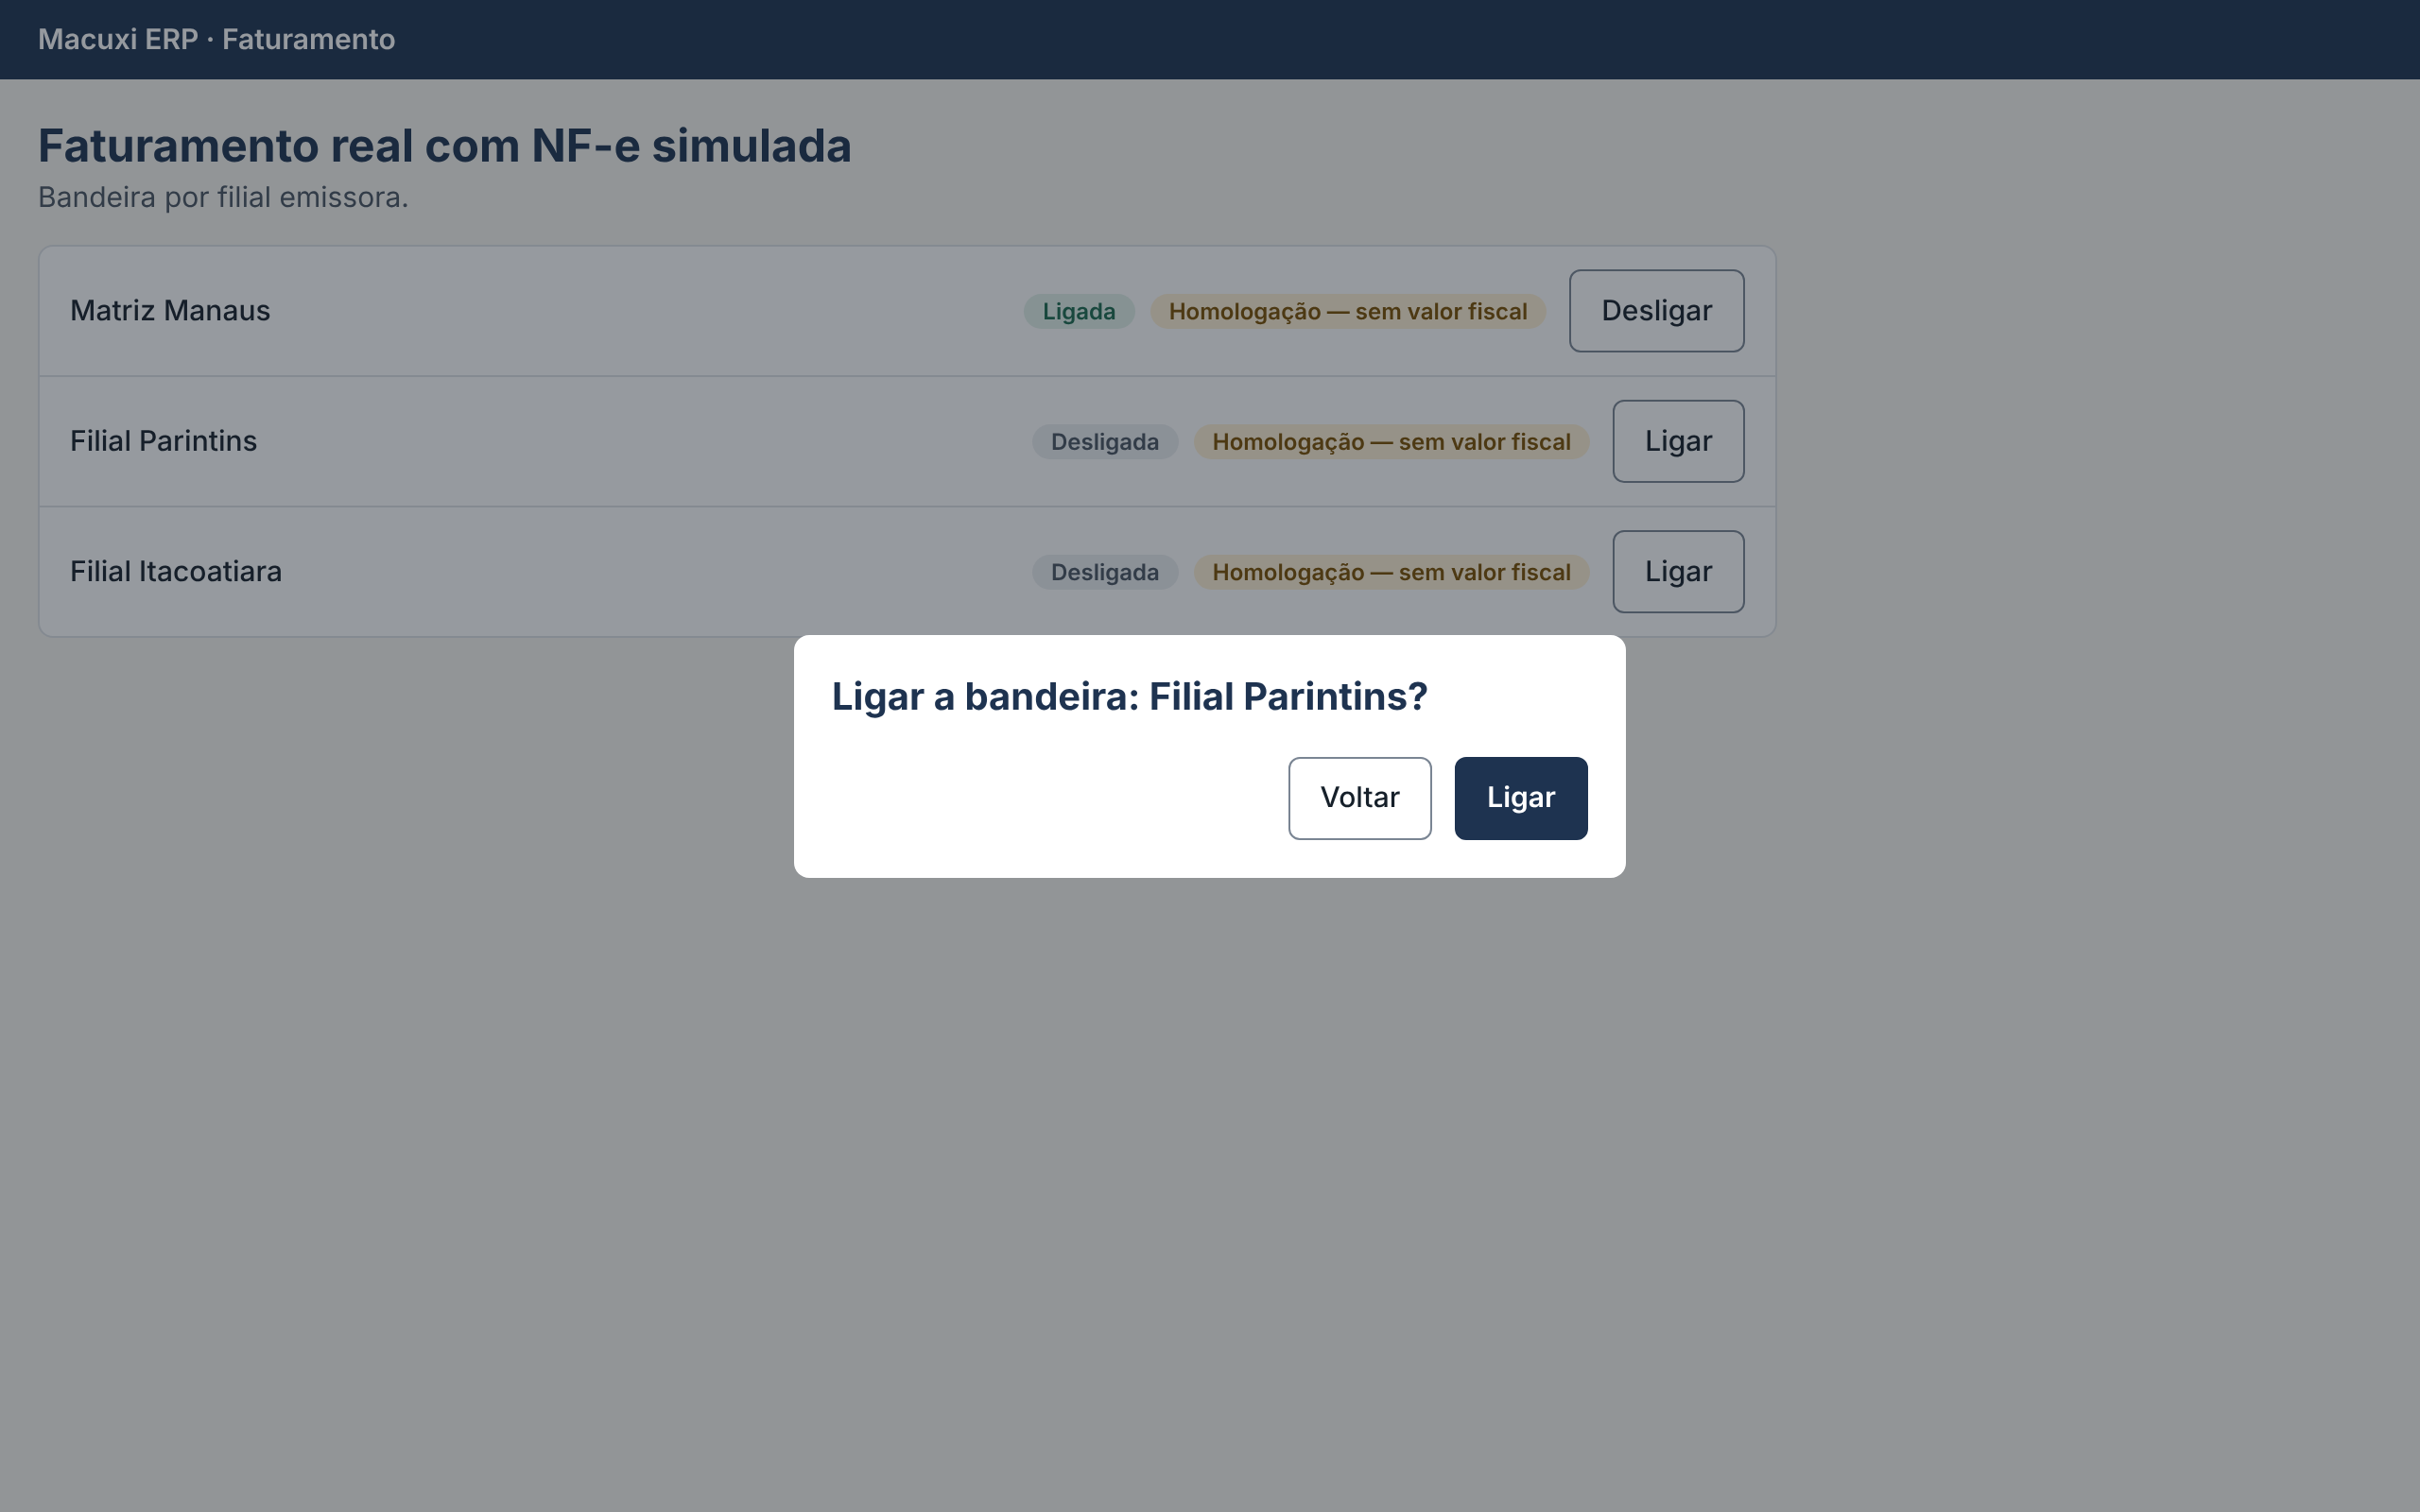 Macuxi ERP · Faturamento
Faturamento real com NF-e simulada
Bandeira por filial emissora.
Matriz Manaus Ligada Homologação — sem valor fiscal Desligar
Filial Parintins Desligada Homologação — sem valor fiscal Ligar
Filial Itacoatiara Desligada Homologação — sem valor fiscal Ligar
Ligar a bandeira: Filial Parintins?
Voltar Ligar